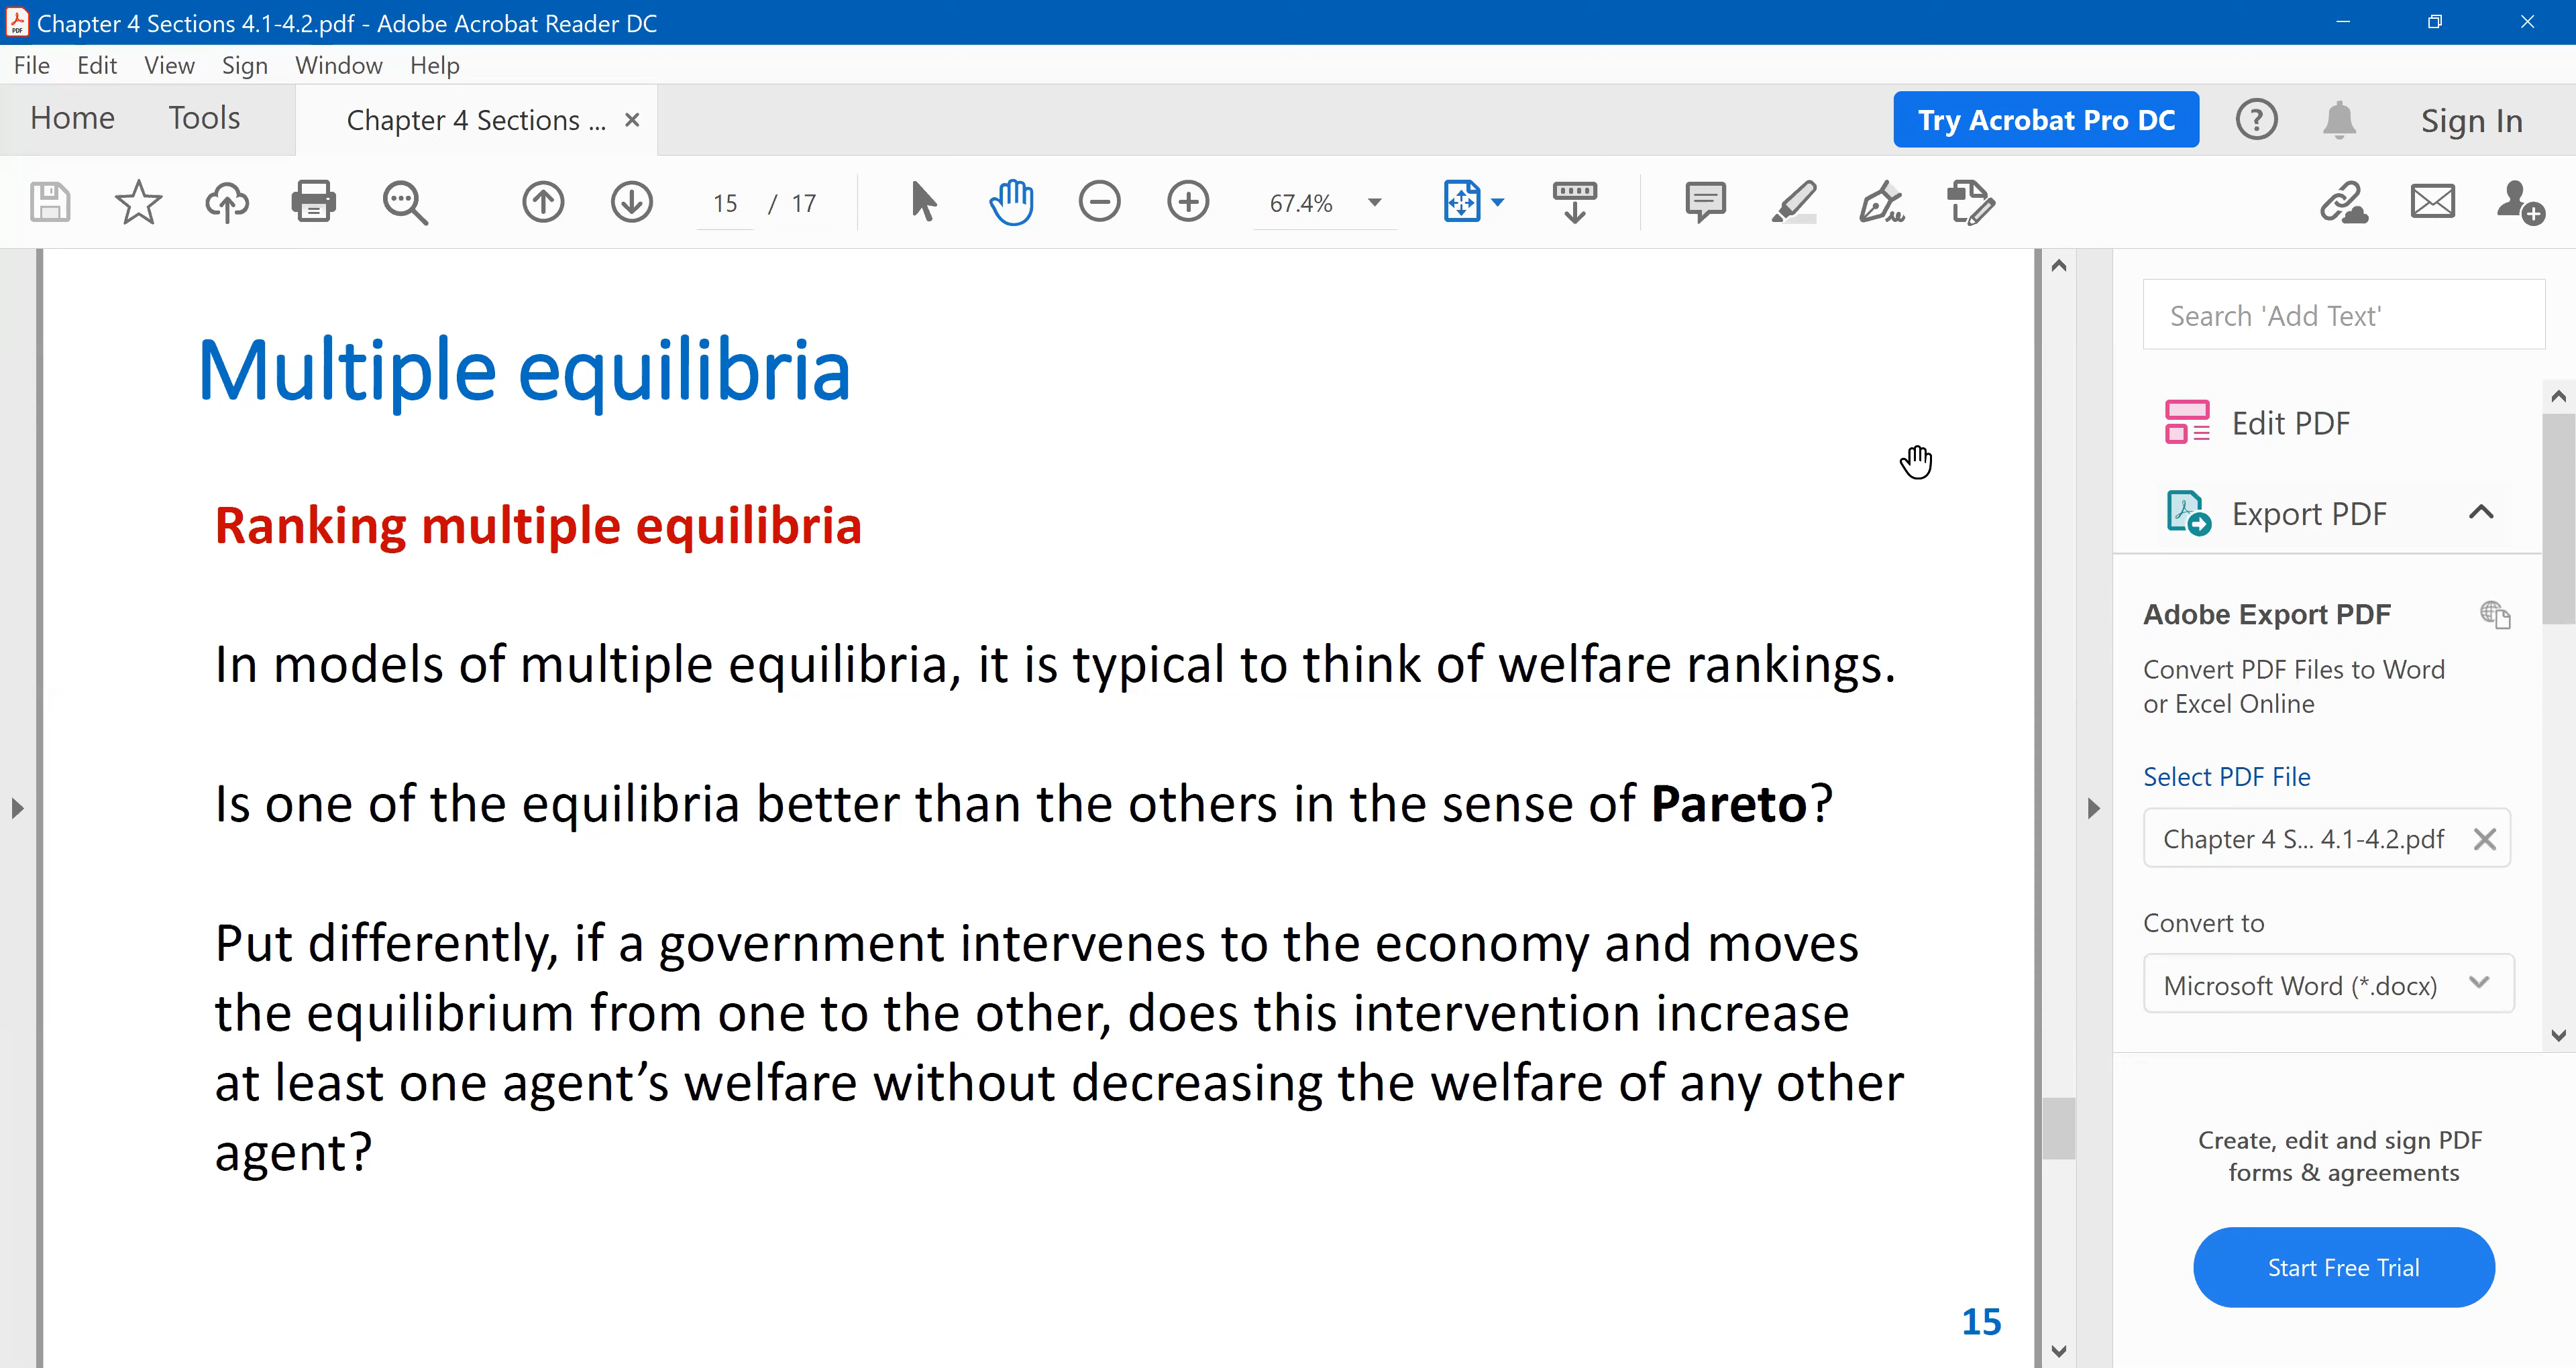 Chapter 4 Sections 4.1-4.2.pdf - Adobe Acrobat Reader DC
File Edit View Sign Window Help
Home Tools Chapter 4 Sections ... Try Acrobat Pro DC Sign In
15 / 17 67.4%
Multiple equilibria
Ranking multiple equilibria
In models of multiple equilibria, it is typical to think of welfare rankings.
Is one of the equilibria better than the others in the sense of Pareto?
Put differently, if a government intervenes to the economy and moves
the equilibrium from one to the other, does this intervention increase
at least one agent's welfare without decreasing the welfare of any other
agent?
15
Search 'Add Text'
Edit PDF
Export PDF
Adobe Export PDF
Convert PDF Files to Word
or Excel Online
Select PDF File
Chapter 4 S... 4.1-4.2.pdf
Convert to
Microsoft Word (*.docx)
Create, edit and sign PDF
forms & agreements
Start Free Trial